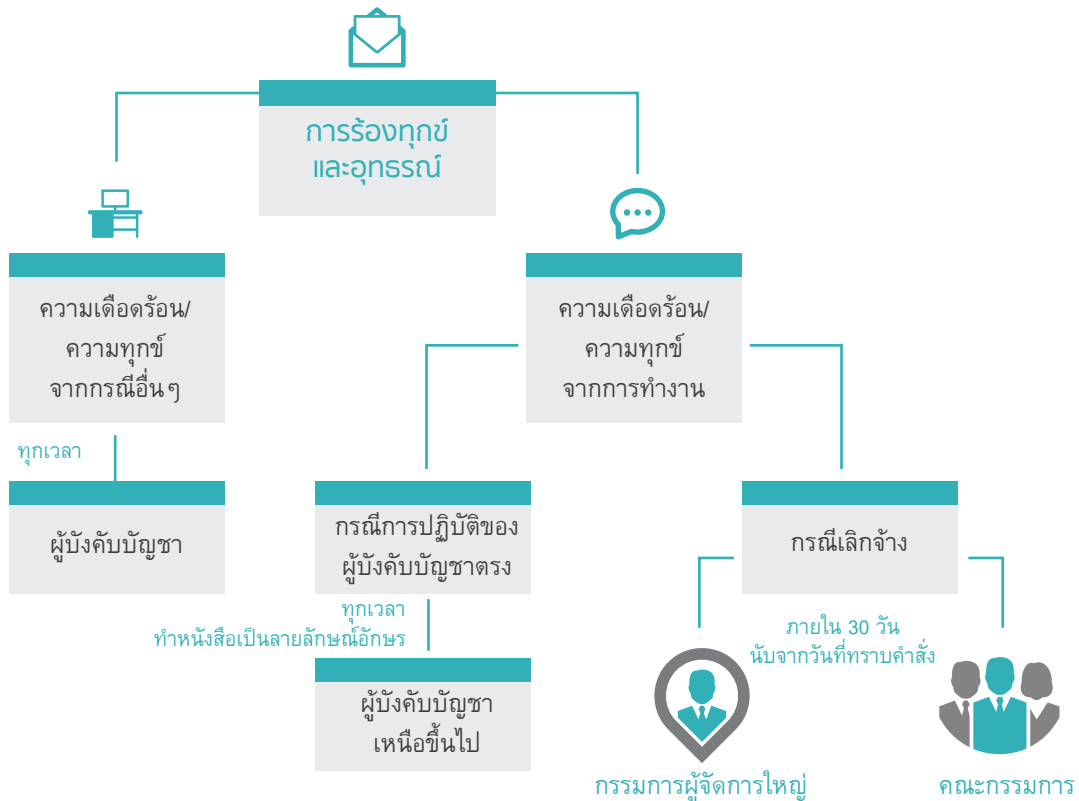 การร้องทุกข์
และอุทธรณ์
ความเดือดร้อน/
ความทุกข์
จากกรณีอื่นๆ
ความเดือดร้อน/
ความทุกข์
จากการทำงาน
ทุกเวลา
ผู้บังคับบัญชา
กรณีการปฏิบัติของ
ผู้บังคับบัญชาตรง
กรณีเลิกจ้าง
ทุกเวลา
ทำหนังสือเป็นลายลักษณ์อักษร
ภายใน 30 วัน
นับจากวันที่ทราบคำสั่ง
ผู้บังคับบัญชา
เหนือขึ้นไป
กรรมการผู้จัดการใหญ่
คณะกรรมการ